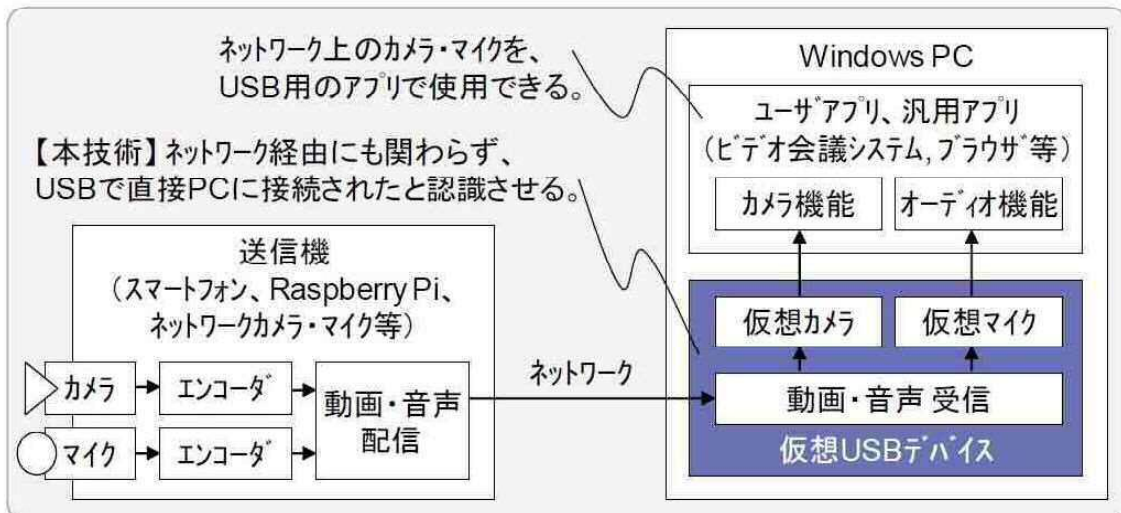 ネットワーク上のカメラ・マイクを、
USB用のアプリで使用できる。
【本技術】ネットワーク経由にも関わらず、
USBで直接PCに接続されたと認識させる。
送信機
(スマートフォン、Raspberry Pi、
ネットワークカメラ・マイク等)
カメラ
エンコーダ
マイク
エンコーダ
動画・音声
配信
ネットワーク
Windows PC
ユーザアプリ、汎用アプリ
(ビデオ会議システム,ブラウザ等)
カメラ機能
オーディオ機能
仮想カメラ
仮想マイク
動画・音声 受信
仮想USBデバイス